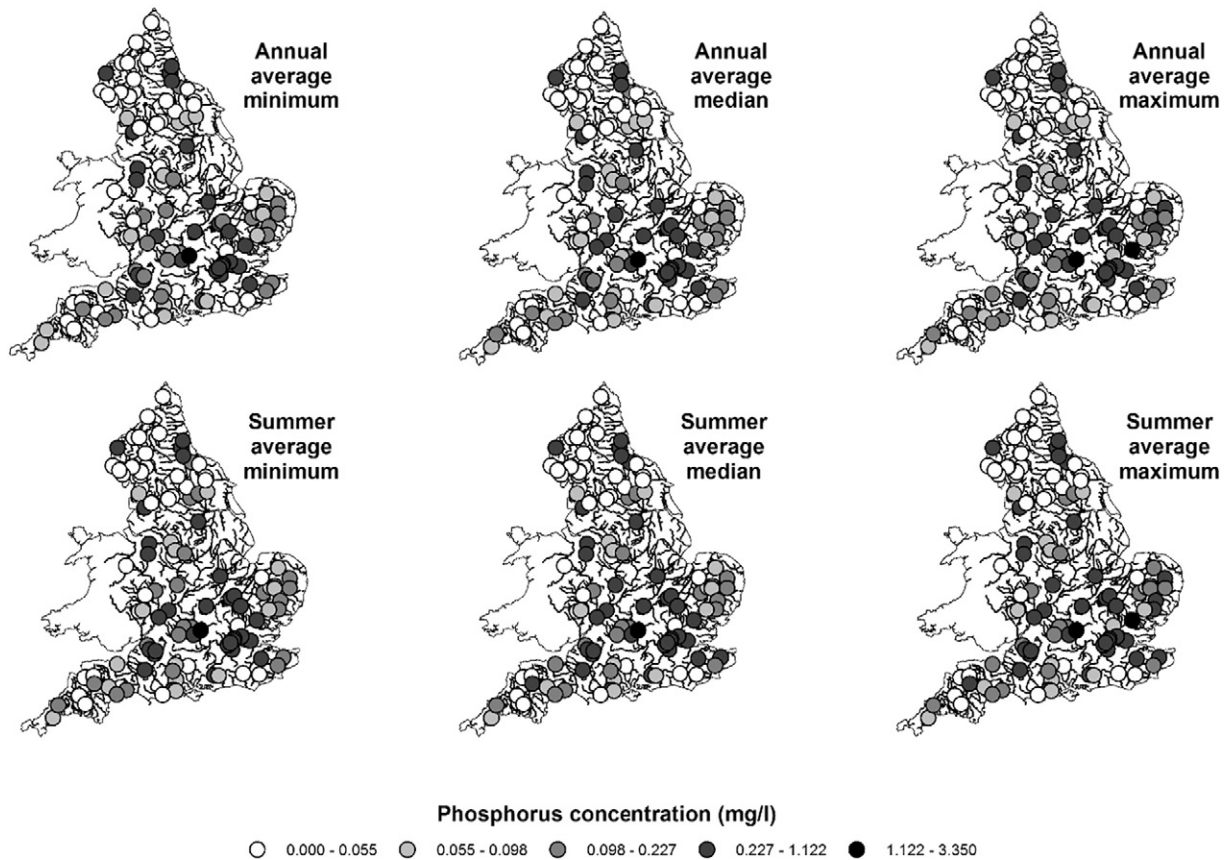 Annual
average
minimum
Annual
average
median
Annual
average
maximum
Summer
average
minimum
Summer
average
median
Summer
average
maximum
Phosphorus concentration (mg/l)
0.000 - 0.055
0.055 - 0.098
0.098 - 0.227
0.227 - 1.122
1.122 - 3.350